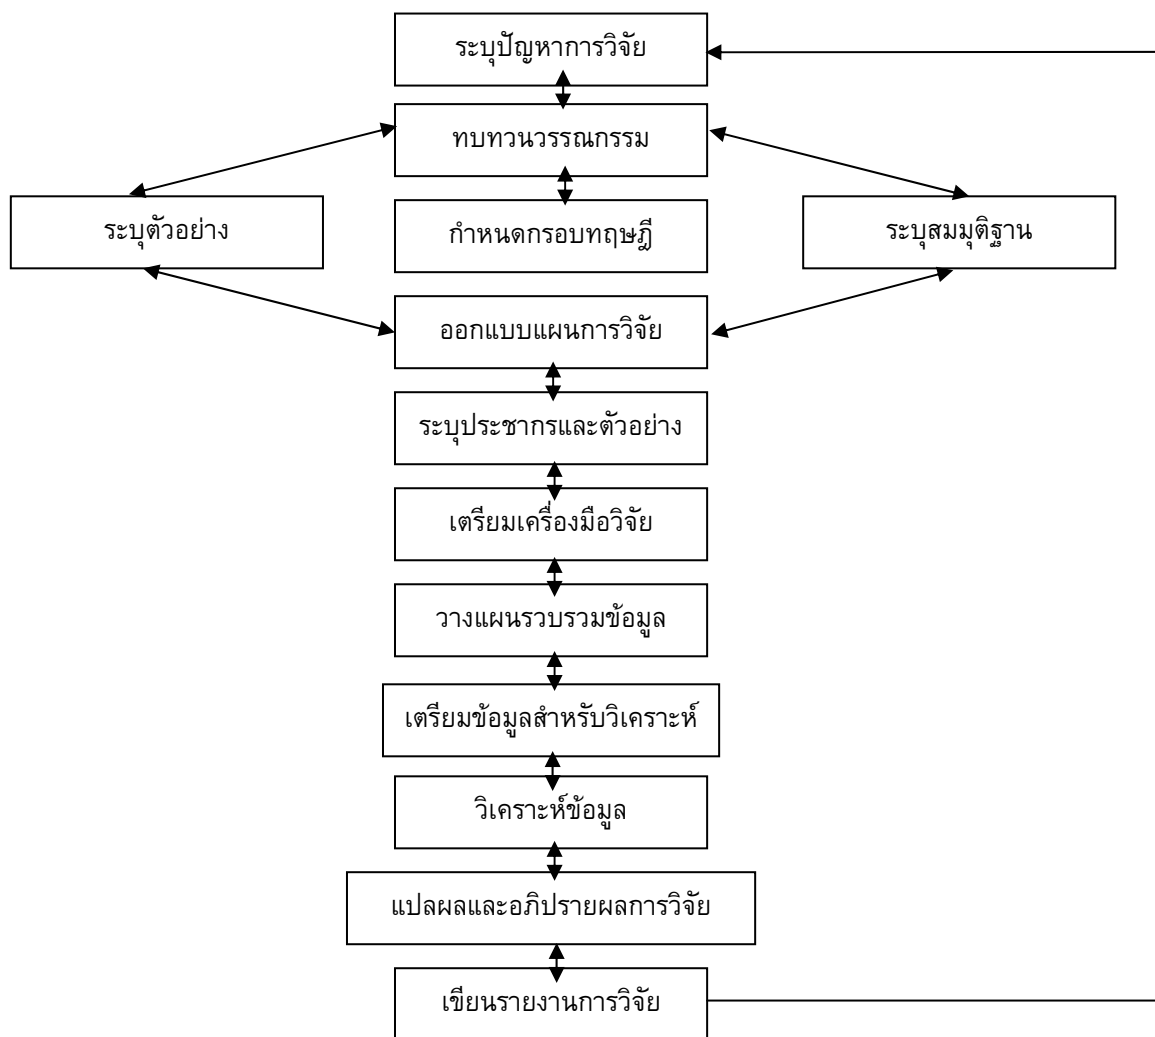 ระบุปัญหาการวิจัย
ทบทวนวรรณกรรม
ระบุตัวอย่าง
กำหนดกรอบทฤษฎี
ระบุสมมุติฐาน
ออกแบบแผนการวิจัย
ระบุประชากรและตัวอย่าง
เตรียมเครื่องมือวิจัย
วางแผนรวบรวมข้อมูล
เตรียมข้อมูลสำหรับวิเคราะห์
วิเคราะห์ข้อมูล
แปลผลและอภิปรายผลการวิจัย
เขียนรายงานการวิจัย